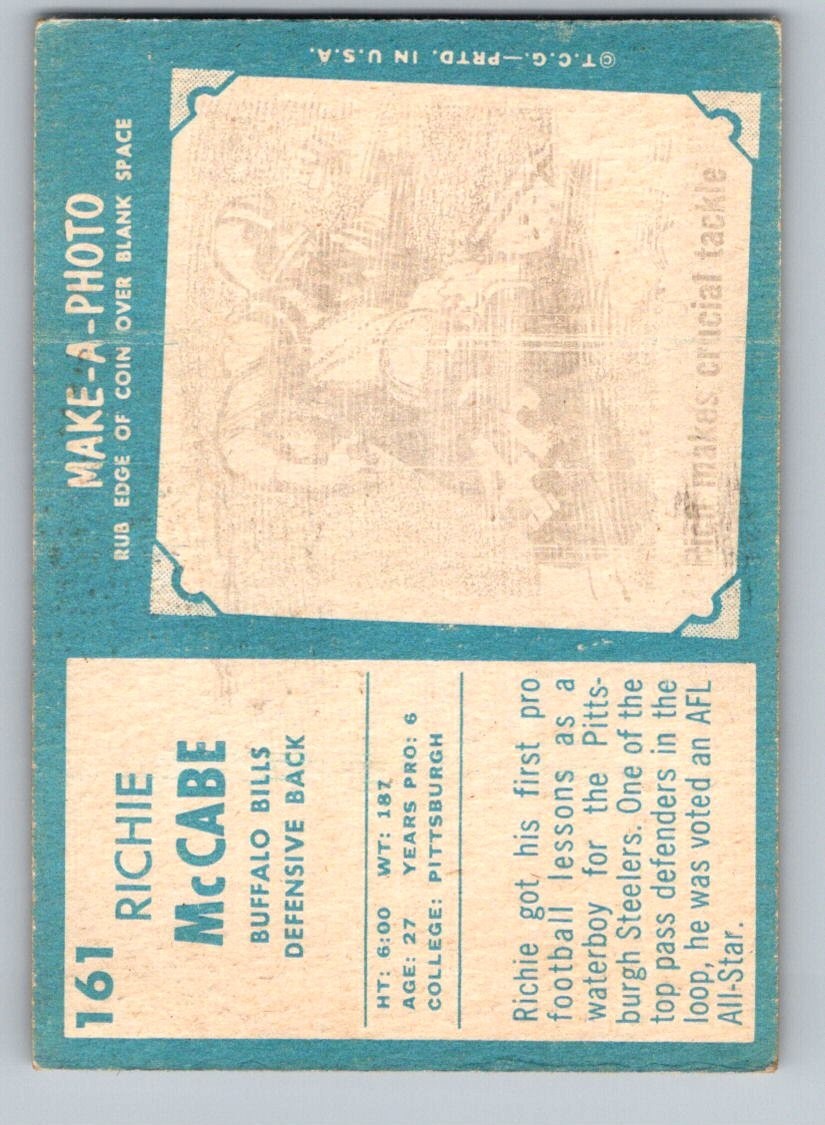 161
RICHIE
McCABE
BUFFALO BILLS
DEFENSIVE BACK
HT: 6:00 WT: 187
AGE: 27 YEARS PRO: 6
COLLEGE: PITTSBURGH
Richie got his first pro
football lessons as a
waterboy for the Pitts-
burgh Steelers. One of the
top pass defenders in the
loop, he was voted an AFL
All-Star.
MAKE-A-PHOTO
RUB EDGE OF COIN OVER BLANK SPACE
Rich makes crucial tackle
©T.C.G.—PRTD. IN U.S.A.